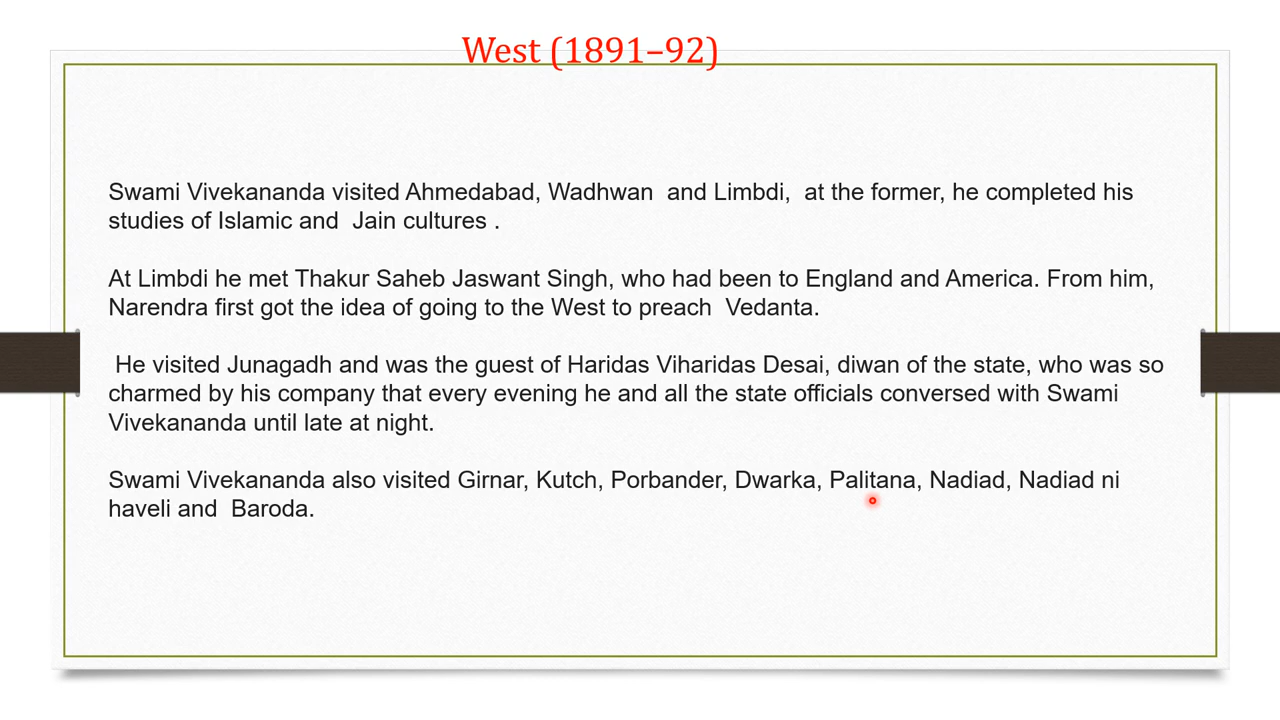 West (1891–92)
Swami Vivekananda visited Ahmedabad, Wadhwan  and Limbdi,  at the former, he completed his
studies of Islamic and  Jain cultures .
At Limbdi he met Thakur Saheb Jaswant Singh, who had been to England and America. From him,
Narendra first got the idea of going to the West to preach  Vedanta.
He visited Junagadh and was the guest of Haridas Viharidas Desai, diwan of the state, who was so
charmed by his company that every evening he and all the state officials conversed with Swami
Vivekananda until late at night.
Swami Vivekananda also visited Girnar, Kutch, Porbander, Dwarka, Palitana, Nadiad, Nadiad ni
haveli and  Baroda.